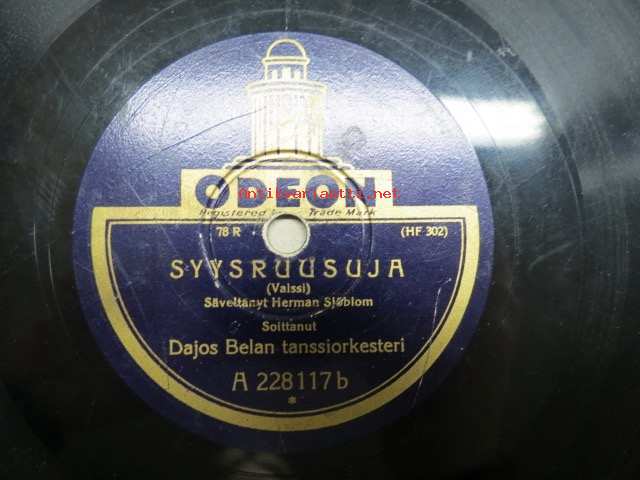 ODEON
Antikvariaatti.net
Registered Trade Mark
78 R (HF 302)
SYYSRUUSUJA
(Valssi)
Säveltänyt Herman Sjöblom
Soittanut
Dajos Belan tanssiorkesteri
A 228117 b
*